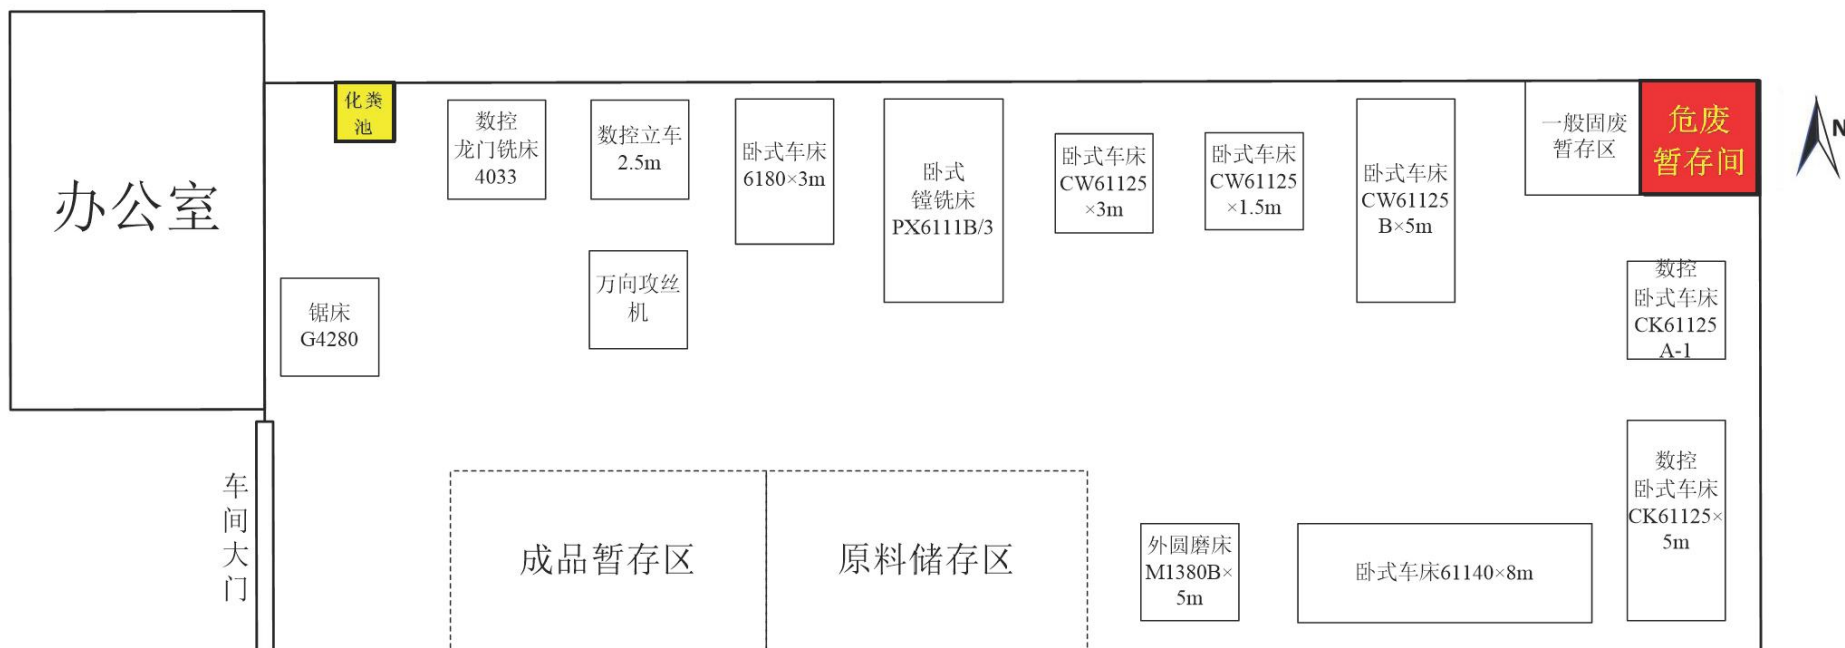 办公室
化粪
池
数控
龙门铣床
4033
数控立车
2.5m
卧式车床
6180×3m
卧式
镗铣床
PX6111B/3
卧式车床
CW61125
×3m
卧式车床
CW61125
×1.5m
卧式车床
CW61125
B×5m
一般固废
暂存区
危废
暂存间
N
锯床
G4280
万向攻丝
机
数控
卧式车床
CK61125
A-1
车
间
大
门
成品暂存区
原料储存区
外圆磨床
M1380B×
5m
卧式车床61140×8m
数控
卧式车床
CK61125×
5m